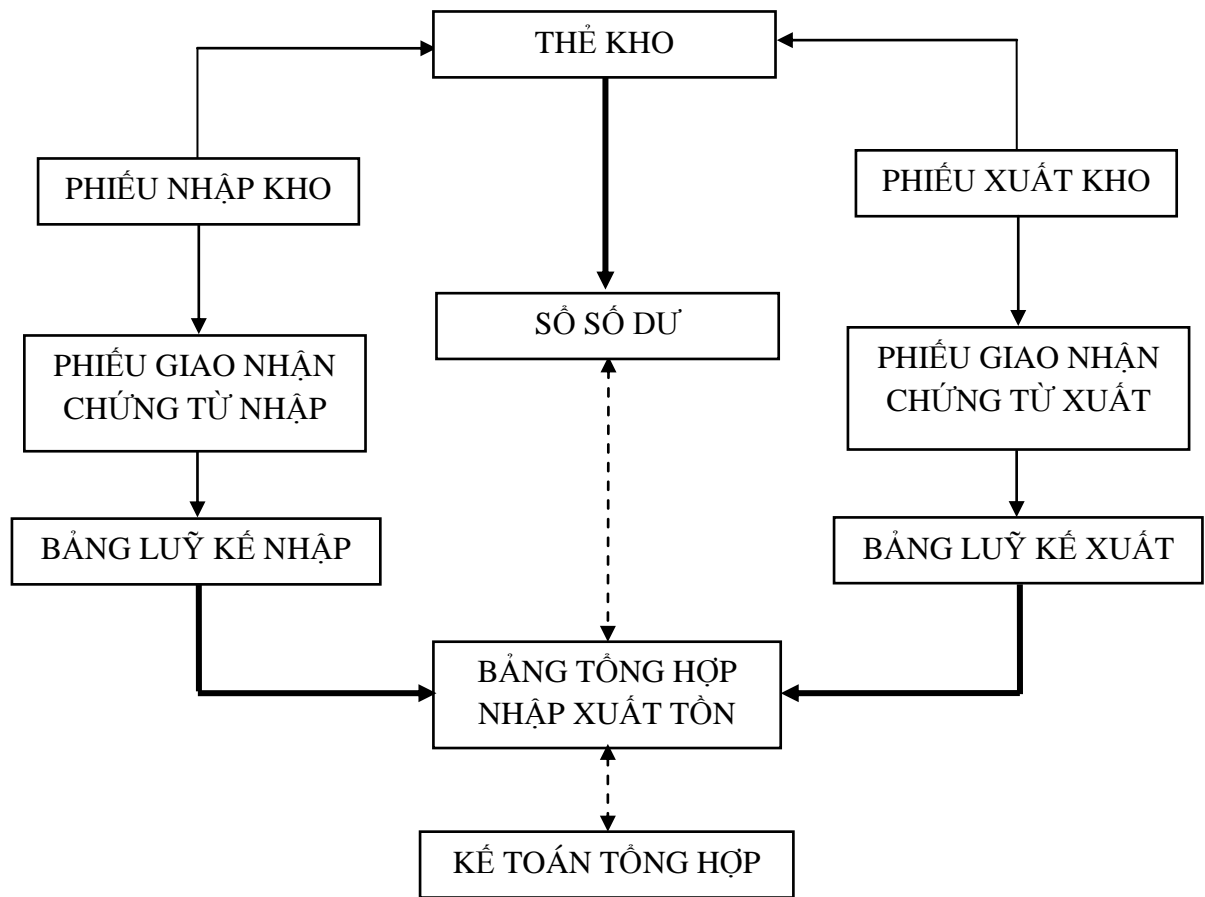 THẺ KHO
PHIẾU NHẬP KHO
PHIẾU XUẤT KHO
SỔ SỐ DƯ
PHIẾU GIAO NHẬN
CHỨNG TỪ NHẬP
PHIẾU GIAO NHẬN
CHỨNG TỪ XUẤT
BẢNG LUỸ KẾ NHẬP
BẢNG LUỸ KẾ XUẤT
BẢNG TỔNG HỢP
NHẬP XUẤT TỒN
KẾ TOÁN TỔNG HỢP